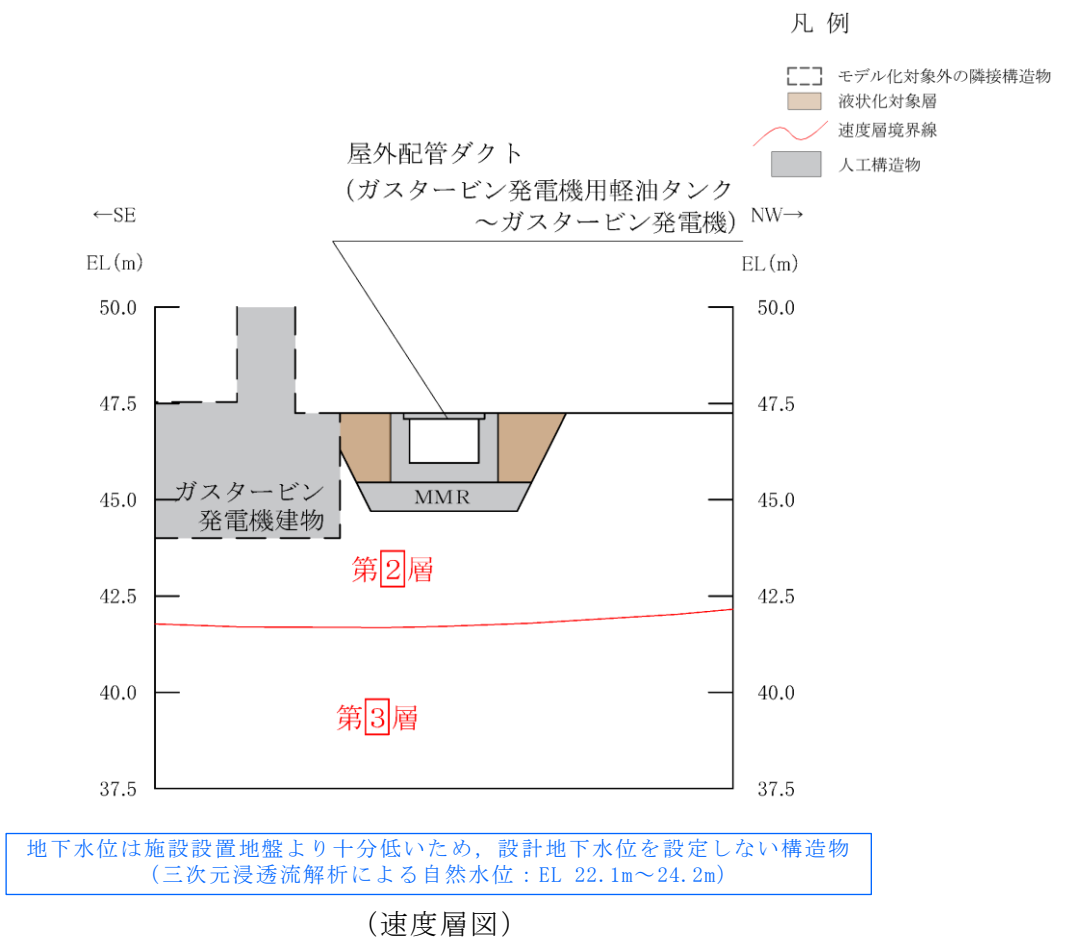 凡 例
モデル化対象外の隣接構造物
液状化対象層
速度層境界線
人工構造物
屋外配管ダクト
(ガスタービン発電機用軽油タンク
～ガスタービン発電機)
←SE
NW→
EL(m)
EL(m)
50.0
50.0
47.5
47.5
45.0
45.0
ガスタービン
発電機建物
MMR
第2層
42.5
42.5
40.0
40.0
第3層
37.5
37.5
地下水位は施設設置地盤より十分低いため，設計地下水位を設定しない構造物
(三次元浸透流解析による自然水位：EL 22.1m～24.2m)
(速度層図)